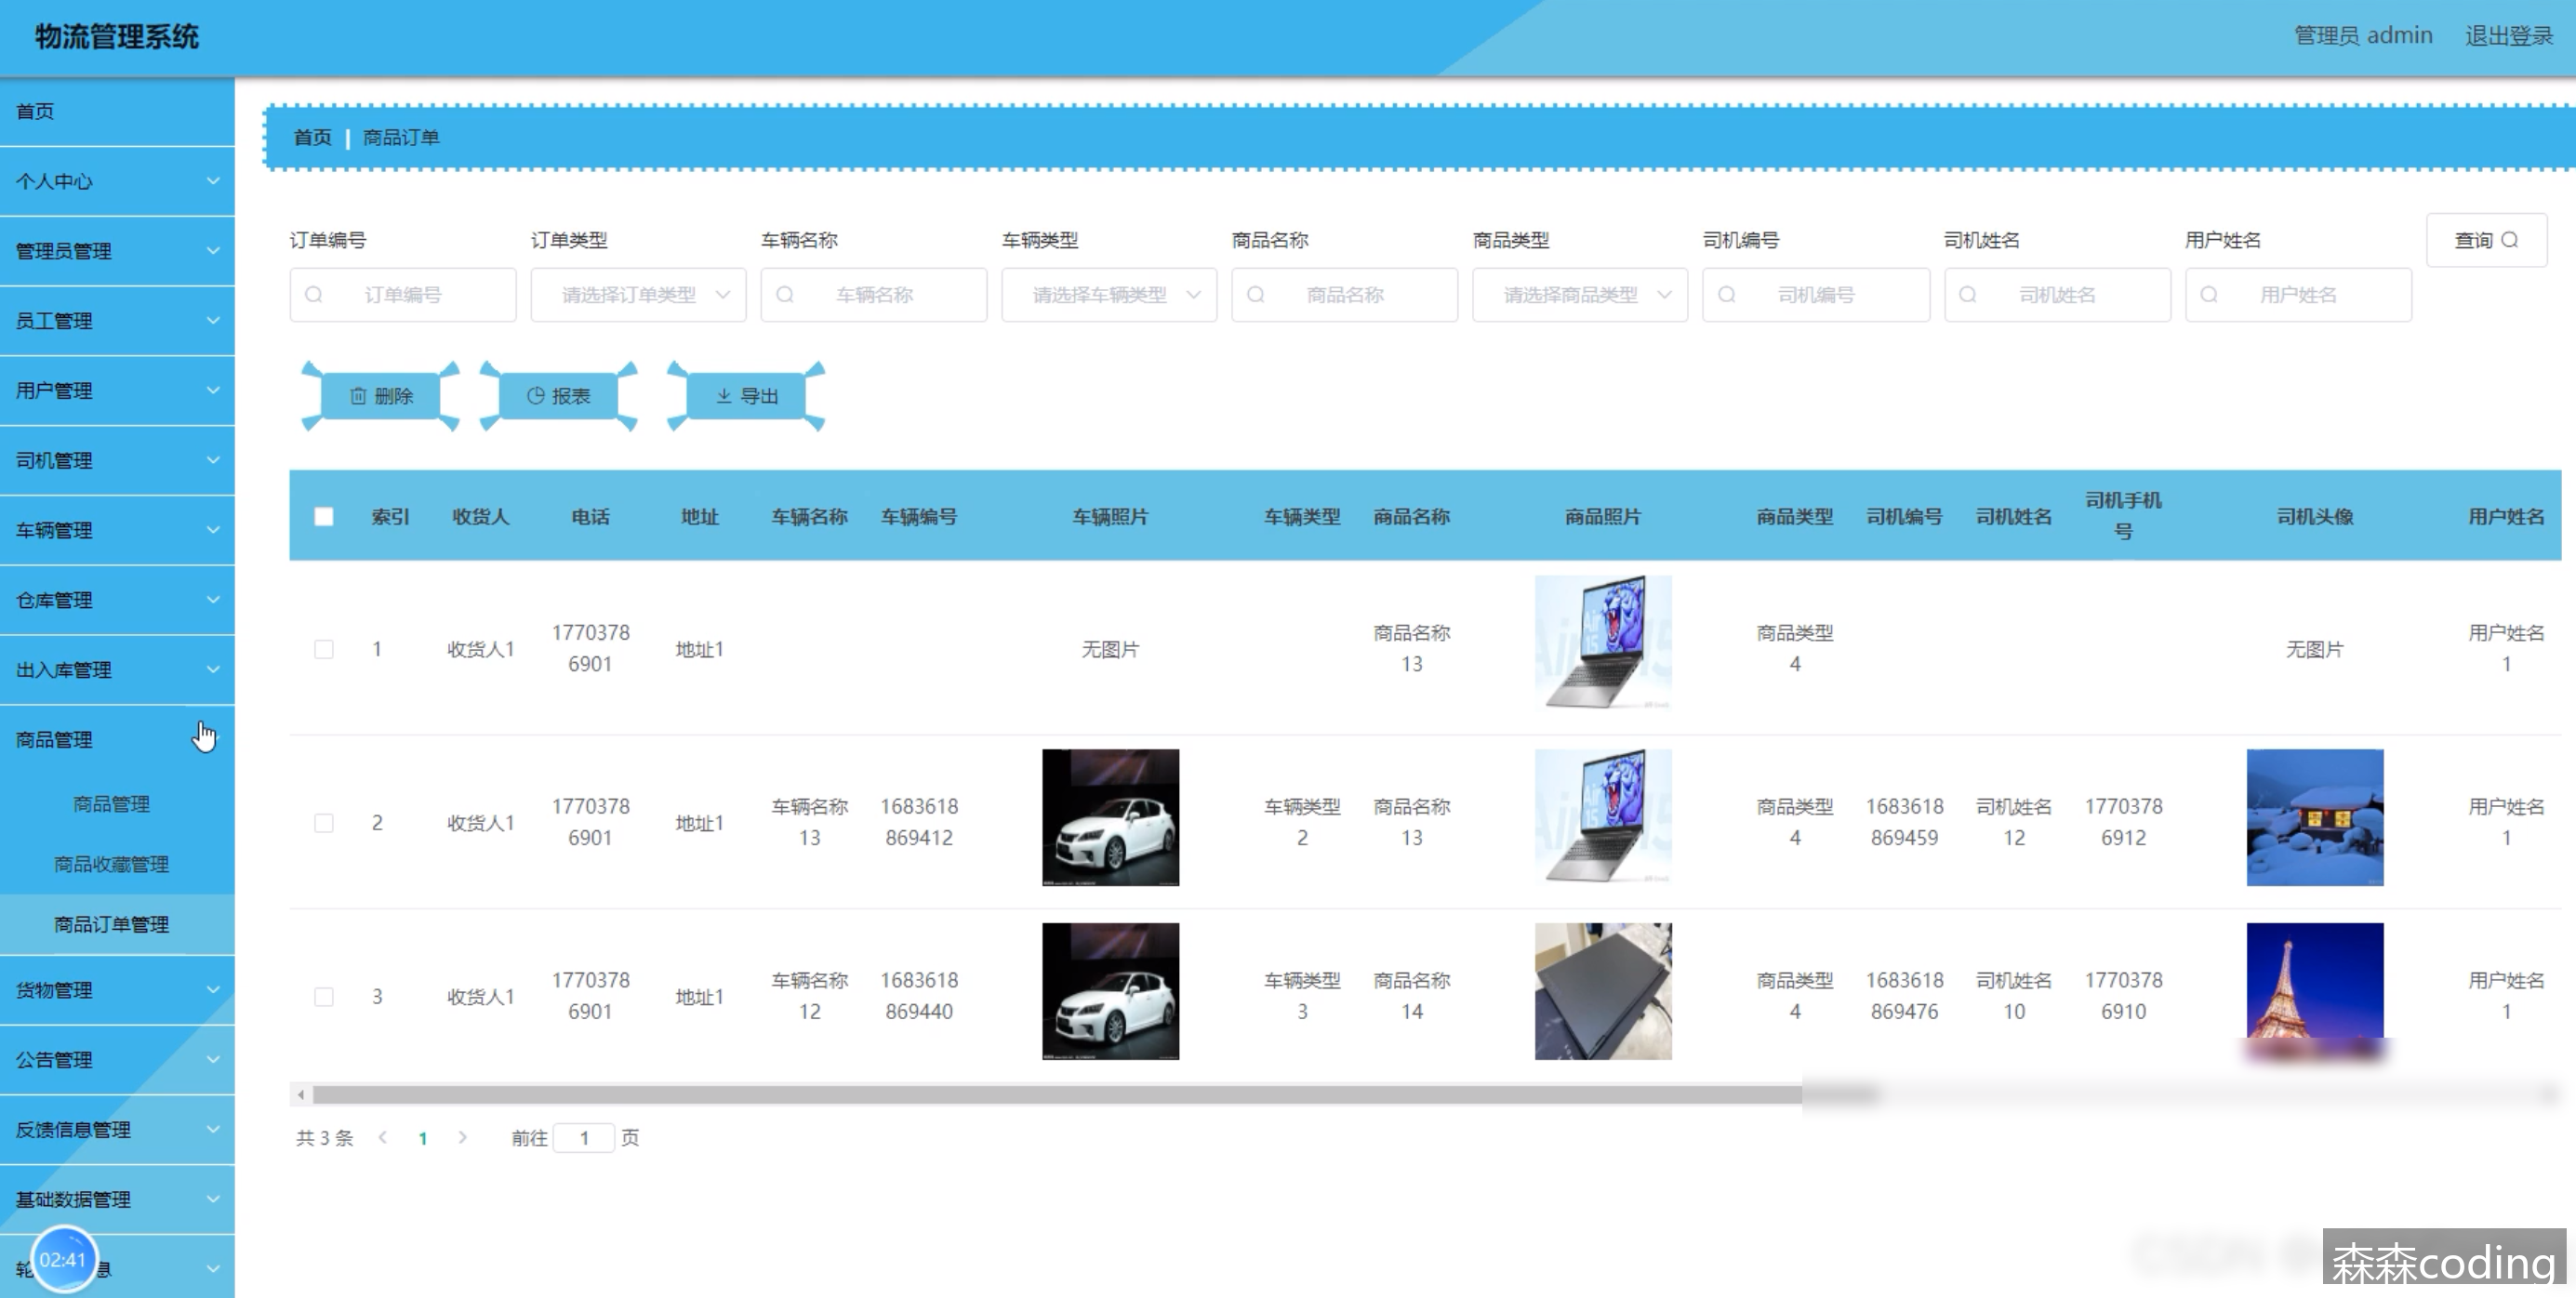 物流管理系统
管理员 admin 退出登录
首页
个人中心
管理员管理
员工管理
用户管理
司机管理
车辆管理
仓库管理
出入库管理
商品管理
商品管理
商品收藏管理
商品订单管理
货物管理
公告管理
反馈信息管理
基础数据管理
轮 息
02:41
首页 | 商品订单
订单编号 订单类型 车辆名称 车辆类型 商品名称 商品类型 司机编号 司机姓名 用户姓名 查询
订单编号 请选择订单类型 车辆名称 请选择车辆类型 商品名称 请选择商品类型 司机编号 司机姓名 用户姓名
删除 报表 导出
索引 收货人 电话 地址 车辆名称 车辆编号 车辆照片 车辆类型 商品名称 商品照片 商品类型 司机编号 司机姓名 司机手机号 司机头像 用户姓名
1 收货人1 17703786901 地址1 无图片 商品名称13 商品类型4 无图片 用户姓名1
2 收货人1 17703786901 地址1 车辆名称13 1683618869412 车辆类型2 商品名称13 商品类型4 1683618869459 司机姓名12 17703786912 用户姓名1
3 收货人1 17703786901 地址1 车辆名称12 1683618869440 车辆类型3 商品名称14 商品类型4 1683618869476 司机姓名10 17703786910 用户姓名1
共 3 条 1 前往 1 页
森森coding